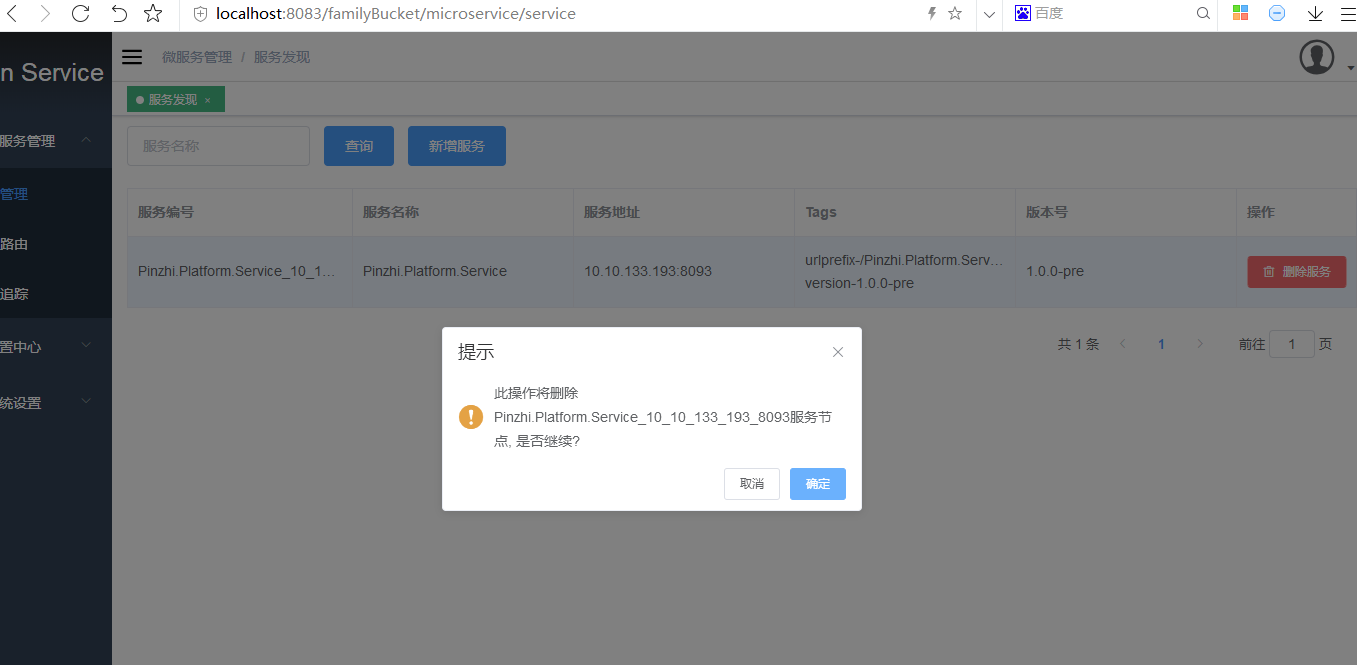 localhost:8083/familyBucket/microservice/service
百度
n Service
微服务管理 / 服务发现
服务发现 ×
服务管理
管理
路由
追踪
置中心
统设置
服务名称
查询
新增服务
服务编号 服务名称 服务地址 Tags 版本号 操作
Pinzhi.Platform.Service_10_1... Pinzhi.Platform.Service 10.10.133.193:8093 urlprefix-/Pinzhi.Platform.Serv... 1.0.0-pre 删除服务
version-1.0.0-pre
共 1 条 1 前往 1 页
提示
此操作将删除
Pinzhi.Platform.Service_10_10_133_193_8093服务节
点, 是否继续?
取消 确定